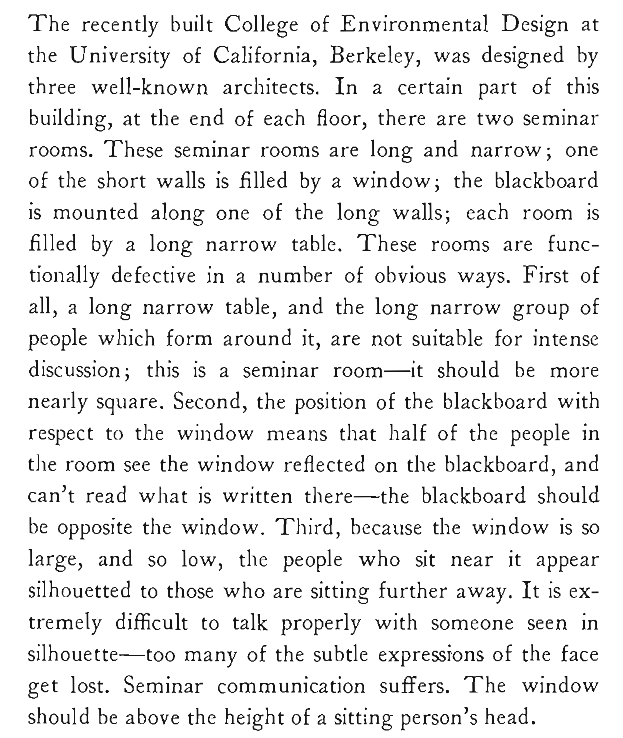 The recently built College of Environmental Design at
the University of California, Berkeley, was designed by
three well-known architects. In a certain part of this
building, at the end of each floor, there are two seminar
rooms. These seminar rooms are long and narrow; one
of the short walls is filled by a window; the blackboard
is mounted along one of the long walls; each room is
filled by a long narrow table. These rooms are func-
tionally defective in a number of obvious ways. First of
all, a long narrow table, and the long narrow group of
people which form around it, are not suitable for intense
discussion; this is a seminar room—it should be more
nearly square. Second, the position of the blackboard with
respect to the window means that half of the people in
the room see the window reflected on the blackboard, and
can't read what is written there—the blackboard should
be opposite the window. Third, because the window is so
large, and so low, the people who sit near it appear
silhouetted to those who are sitting further away. It is ex-
tremely difficult to talk properly with someone seen in
silhouette—too many of the subtle expressions of the face
get lost. Seminar communication suffers. The window
should be above the height of a sitting person's head.